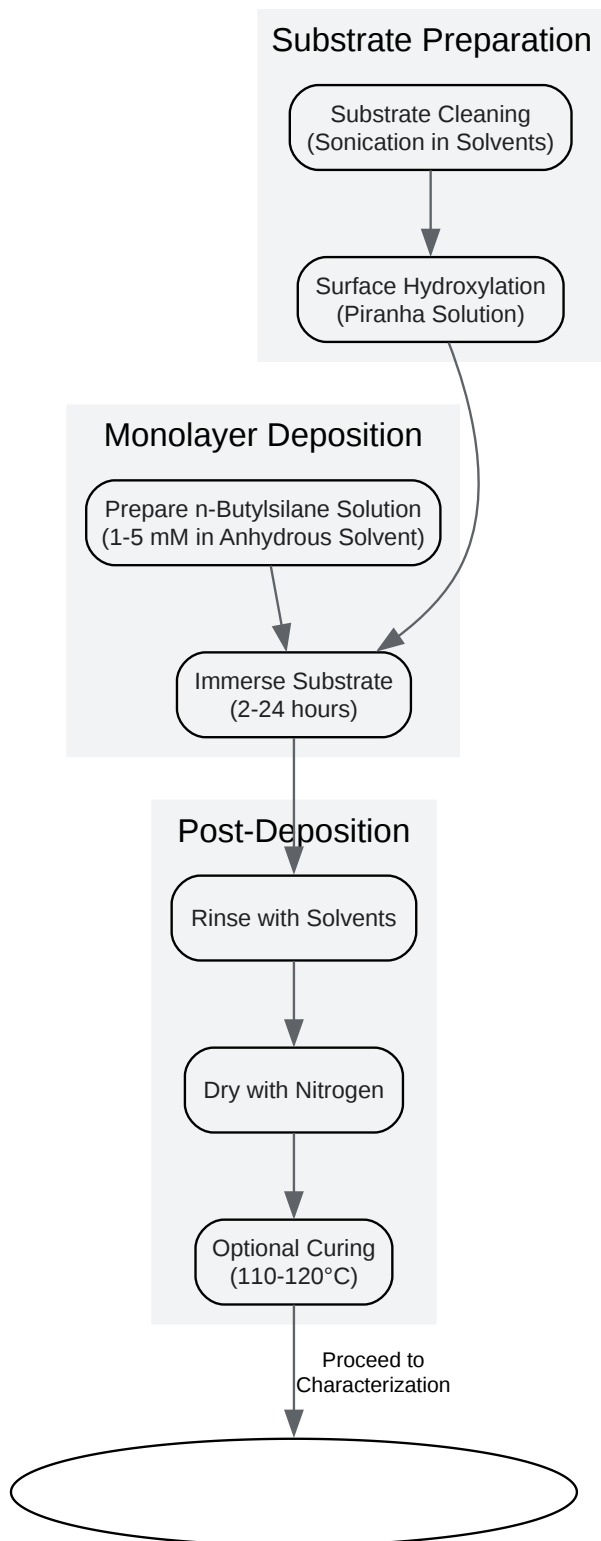 Substrate Preparation
Substrate Cleaning
(Sonication in Solvents)
Surface Hydroxylation
(Piranha Solution)
Monolayer Deposition
Prepare n-Butylsilane Solution
(1-5 mM in Anhydrous Solvent)
Immerse Substrate
(2-24 hours)
Post-Deposition
Rinse with Solvents
Dry with Nitrogen
Optional Curing
(110-120°C)
Proceed to
Characterization